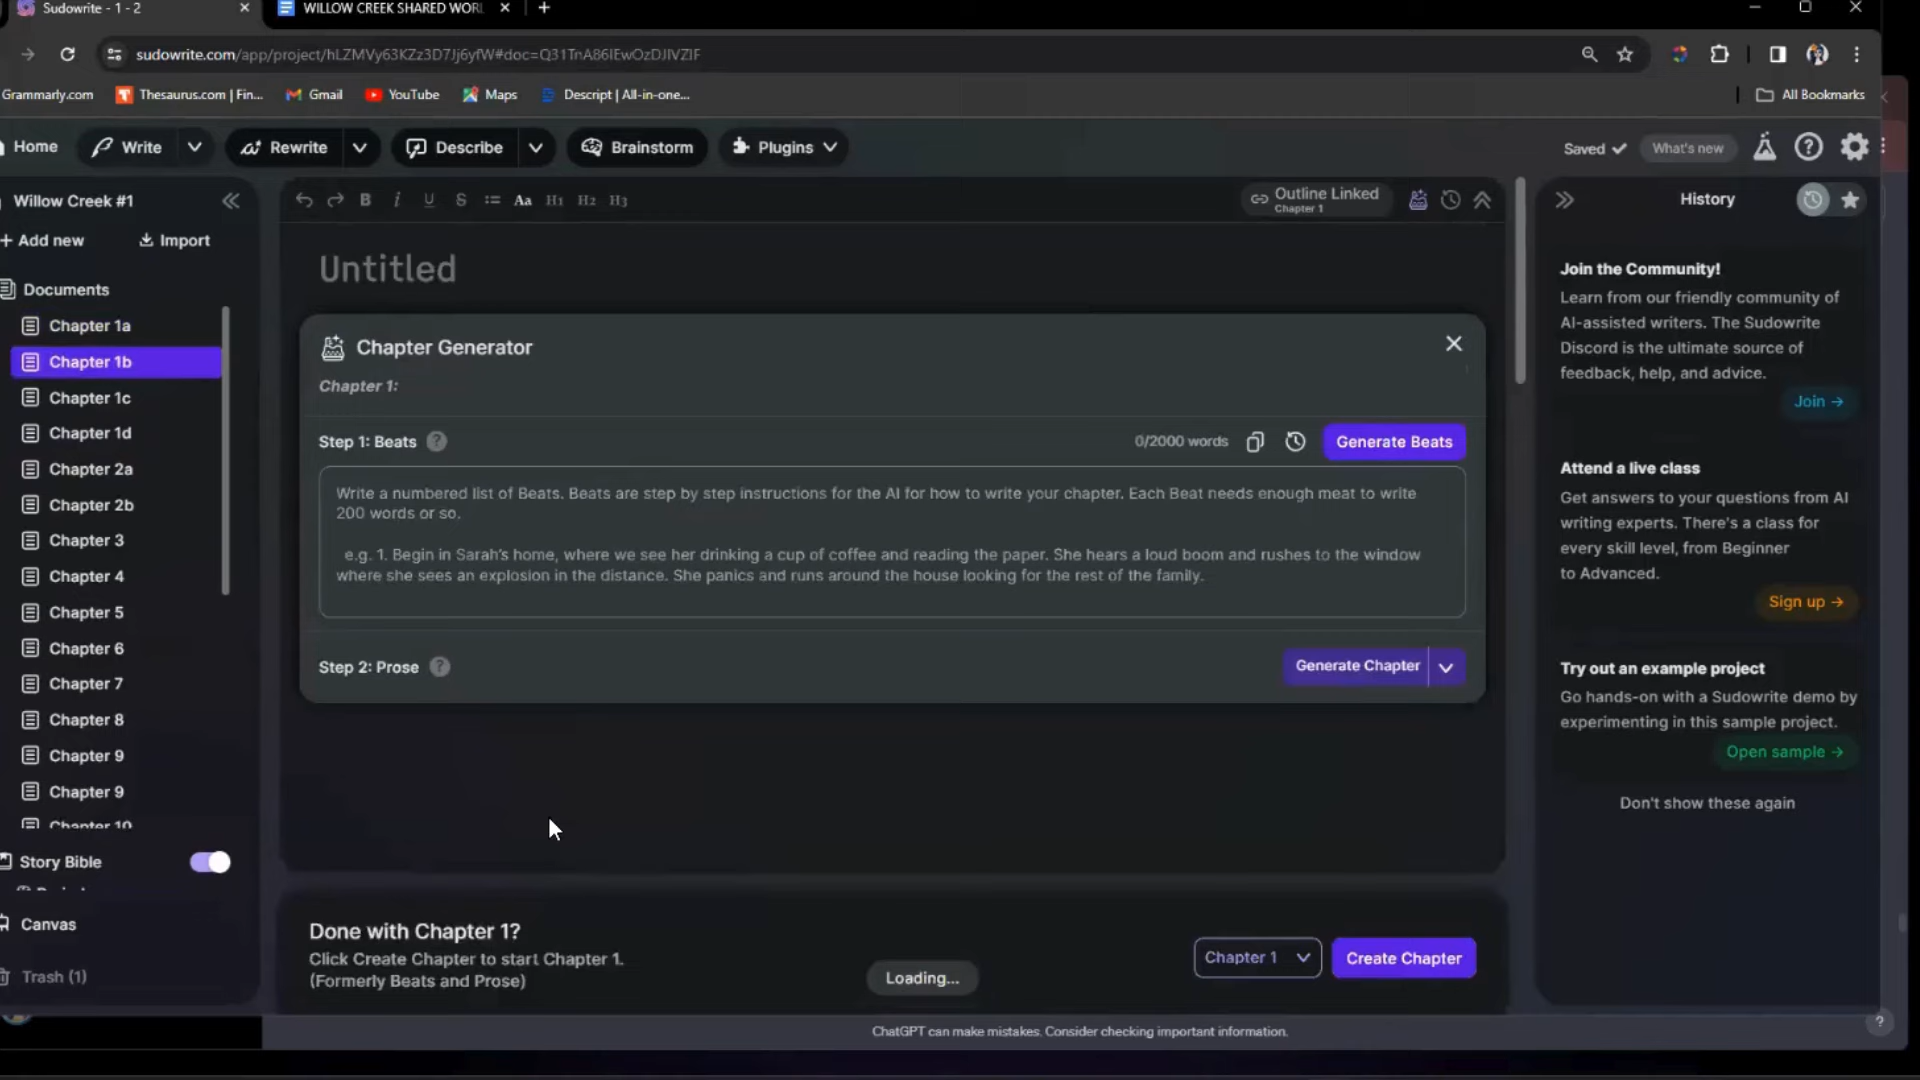 Sudowrite - 1 - 2
WILLOW CREEK SHARED WORL
sudowrite.com/app/project/hLZMVy63KZz3D7Jj6yfW#doc=Q31TnA86IEwOzDJIVZIF
Grammarly.com
Thesaurus.com | Fin...
Gmail
YouTube
Maps
Descript | All-in-one...
All Bookmarks
Home
Write
Rewrite
Describe
Brainstorm
Plugins
Saved
What's new
Willow Creek #1
B i U S Aa H1 H2 H3
Outline Linked
Chapter 1
History
+ Add new
Import
Untitled
Documents
Chapter 1a
Chapter 1b
Chapter 1c
Chapter 1d
Chapter 2a
Chapter 2b
Chapter 3
Chapter 4
Chapter 5
Chapter 6
Chapter 7
Chapter 8
Chapter 9
Chapter 9
Chapter 10
Story Bible
Canvas
Trash (1)
Chapter Generator
Chapter 1:
Step 1: Beats ?
0/2000 words
Generate Beats
Write a numbered list of Beats. Beats are step by step instructions for the AI for how to write your chapter. Each Beat needs enough meat to write
200 words or so.
e.g. 1. Begin in Sarah's home, where we see her drinking a cup of coffee and reading the paper. She hears a loud boom and rushes to the window
where she sees an explosion in the distance. She panics and runs around the house looking for the rest of the family.
Step 2: Prose ?
Generate Chapter
Done with Chapter 1?
Click Create Chapter to start Chapter 1.
(Formerly Beats and Prose)
Loading...
Chapter 1
Create Chapter
Join the Community!
Learn from our friendly community of
AI-assisted writers. The Sudowrite
Discord is the ultimate source of
feedback, help, and advice.
Join →
Attend a live class
Get answers to your questions from AI
writing experts. There's a class for
every skill level, from Beginner
to Advanced.
Sign up →
Try out an example project
Go hands-on with a Sudowrite demo by
experimenting in this sample project.
Open sample →
Don't show these again
ChatGPT can make mistakes. Consider checking important information.
?